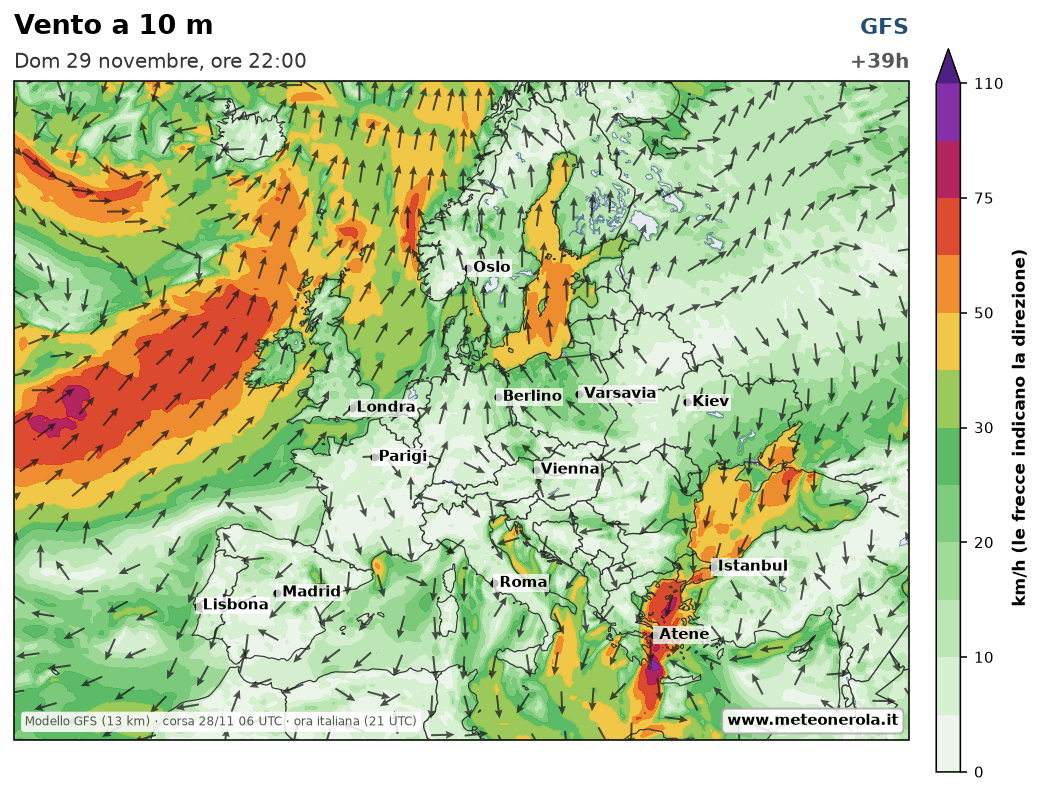 Vento a 10 m
GFS
Dom 29 novembre, ore 22:00
+39h
110
75
50
30
20
10
0
km/h (le frecce indicano la direzione)
Oslo
Berlino
Varsavia
Kiev
Londra
Parigi
Vienna
Istanbul
Roma
Madrid
Lisbona
Atene
Modello GFS (13 km) · corsa 28/11 06 UTC · ora italiana (21 UTC)
www.meteonerola.it